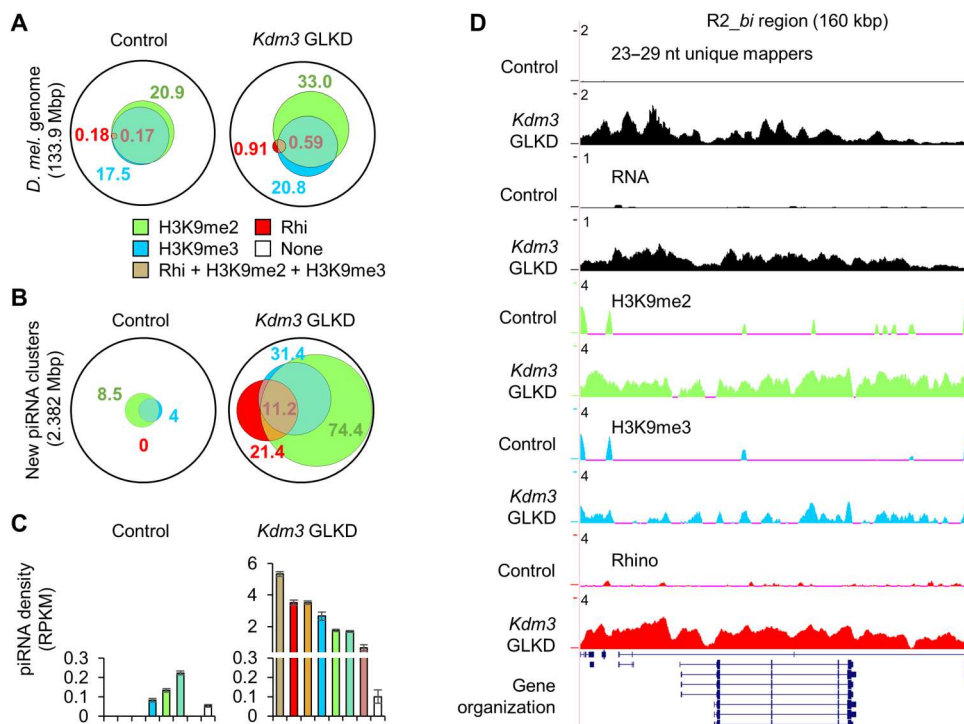 A
Control
Kdm3 GLKD
D. mel. genome
(133.9 Mbp)
20.9
0.18
0.17
17.5
33.0
0.91
0.59
20.8
H3K9me2
Rhi
H3K9me3
None
Rhi + H3K9me2 + H3K9me3
B
Control
Kdm3 GLKD
New piRNA clusters
(2.382 Mbp)
8.5
4
0
31.4
11.2
74.4
21.4
C
Control
Kdm3 GLKD
piRNA density
(RPKM)
0.3
0.2
0.1
0
6
4
2
0.3
0.2
0.1
0
D
R2_bi region (160 kbp)
2
23–29 nt unique mappers
Control
2
Kdm3
GLKD
1
RNA
Control
1
Kdm3
GLKD
4
H3K9me2
Control
4
Kdm3
GLKD
4
H3K9me3
Control
4
Kdm3
GLKD
4
Rhino
Control
4
Kdm3
GLKD
Gene
organization